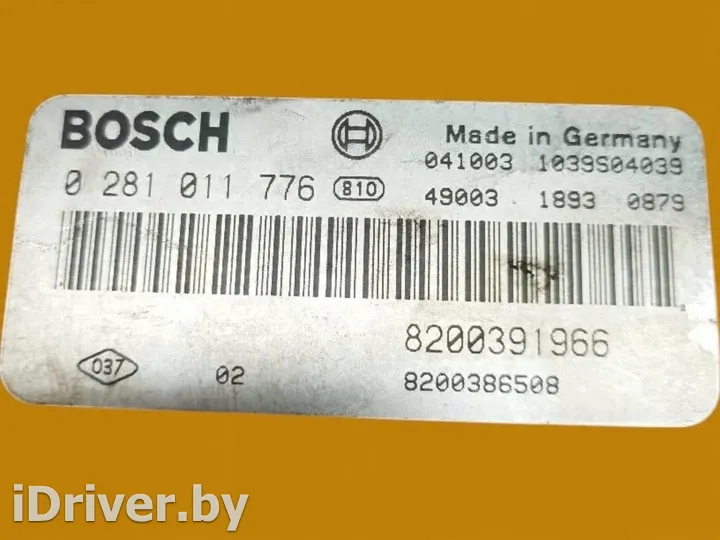 BOSCH
Made in Germany
041003 1039S04039
0 281 011 776 810
49003 1893 0879
8200391966
037 02
8200386508
iDriver.by